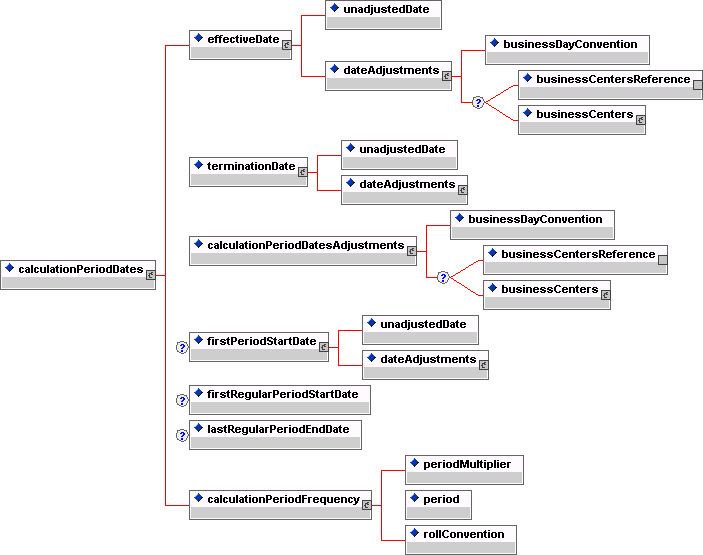 calculationPeriodDates
effectiveDate
unadjustedDate
dateAdjustments
businessDayConvention
?
businessCentersReference
businessCenters
terminationDate
unadjustedDate
dateAdjustments
calculationPeriodDatesAdjustments
businessDayConvention
?
businessCentersReference
businessCenters
?
firstPeriodStartDate
unadjustedDate
dateAdjustments
?
firstRegularPeriodStartDate
?
lastRegularPeriodEndDate
calculationPeriodFrequency
periodMultiplier
period
rollConvention